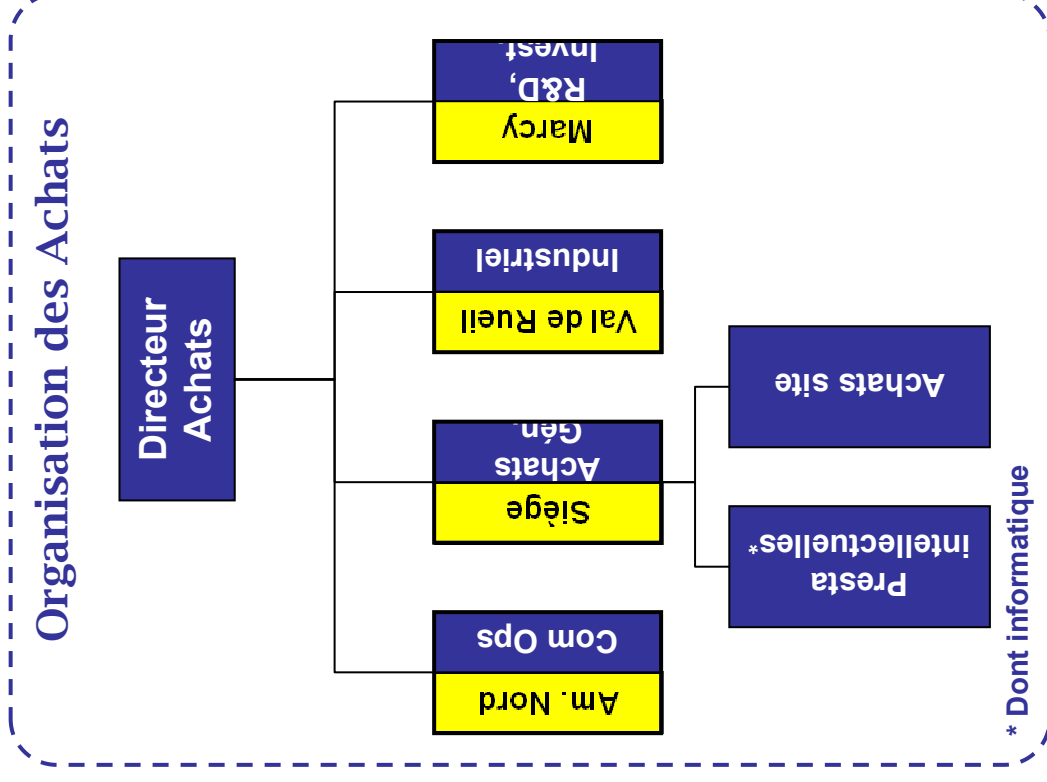 Organisation des Achats
Directeur
Achats
Am. Nord
Com Ops
Siège
Achats
Gén.
Val de Rueil
Industriel
Marcy
R&D,
Invest.
Presta
intellectuelles*
Achats site
* Dont informatique